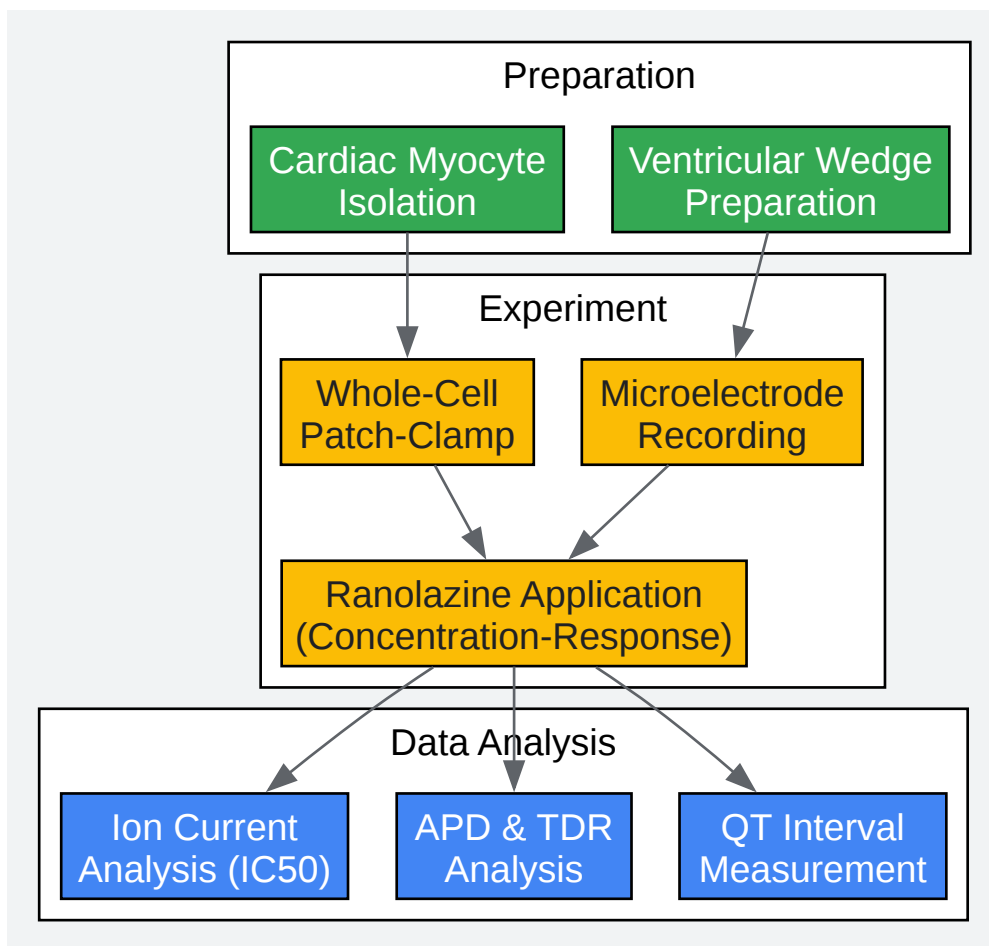 Preparation
Cardiac Myocyte
Isolation
Ventricular Wedge
Preparation
Experiment
Whole-Cell
Patch-Clamp
Microelectrode
Recording
Ranolazine Application
(Concentration-Response)
Data Analysis
Ion Current
Analysis (IC50)
APD & TDR
Analysis
QT Interval
Measurement